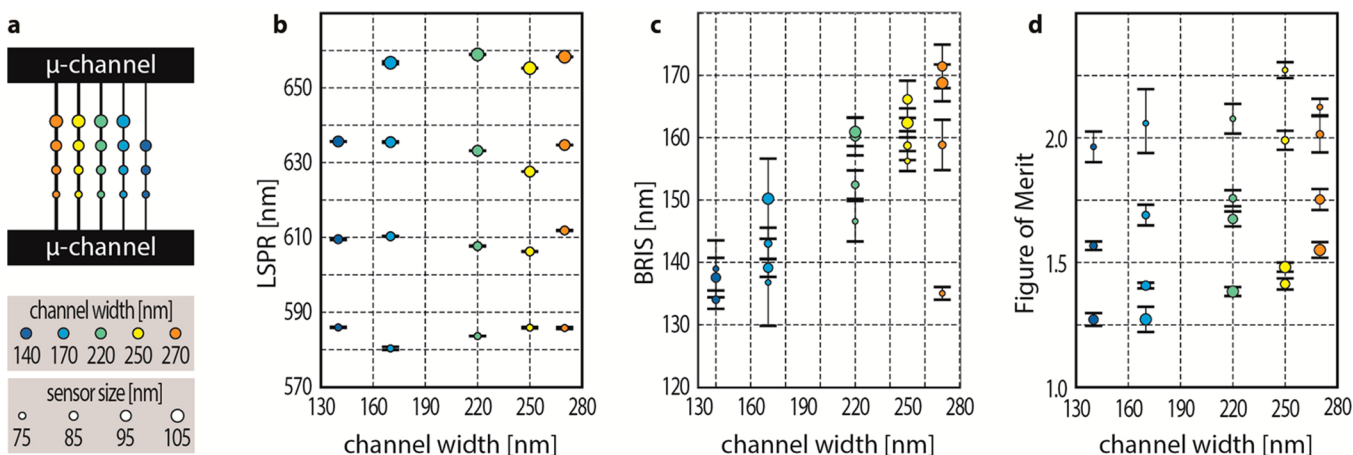 a
μ-channel
μ-channel
channel width [nm]
140 170 220 250 270
sensor size [nm]
75 85 95 105
b
LSPR [nm]
650
630
610
590
570
130 160 190 220 250 280
channel width [nm]
c
BRIS [nm]
170
160
150
140
130
120
130 160 190 220 250 280
channel width [nm]
d
Figure of Merit
2.0
1.5
1.0
130 160 190 220 250 280
channel width [nm]